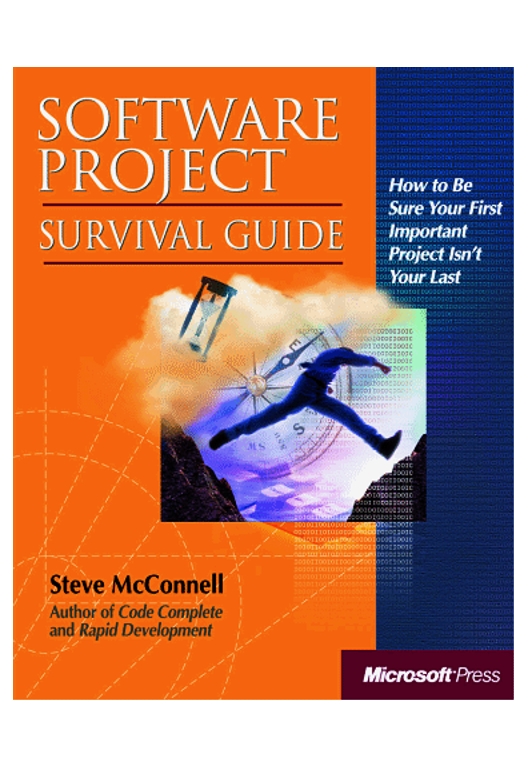 SOFTWARE
PROJECT
SURVIVAL GUIDE
How to Be
Sure Your First
Important
Project Isn't
Your Last
Steve McConnell
Author of Code Complete
and Rapid Development
Microsoft Press